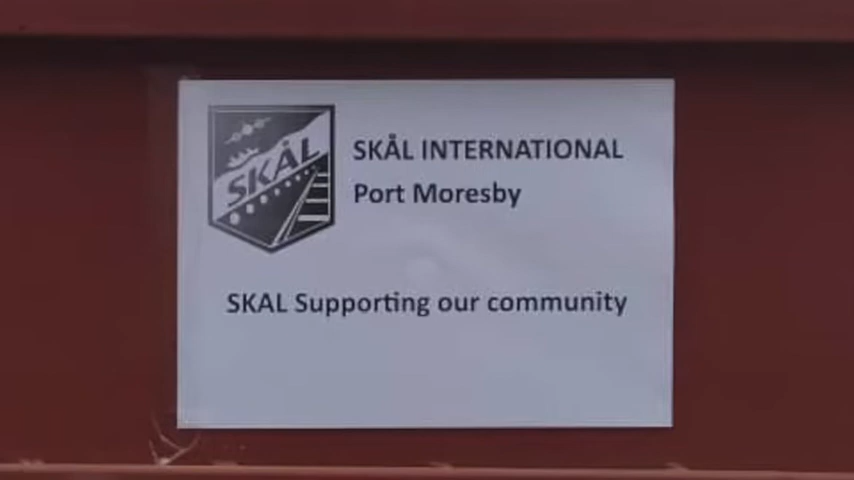 SKÅL
SKÅL INTERNATIONAL
Port Moresby
SKAL Supporting our community